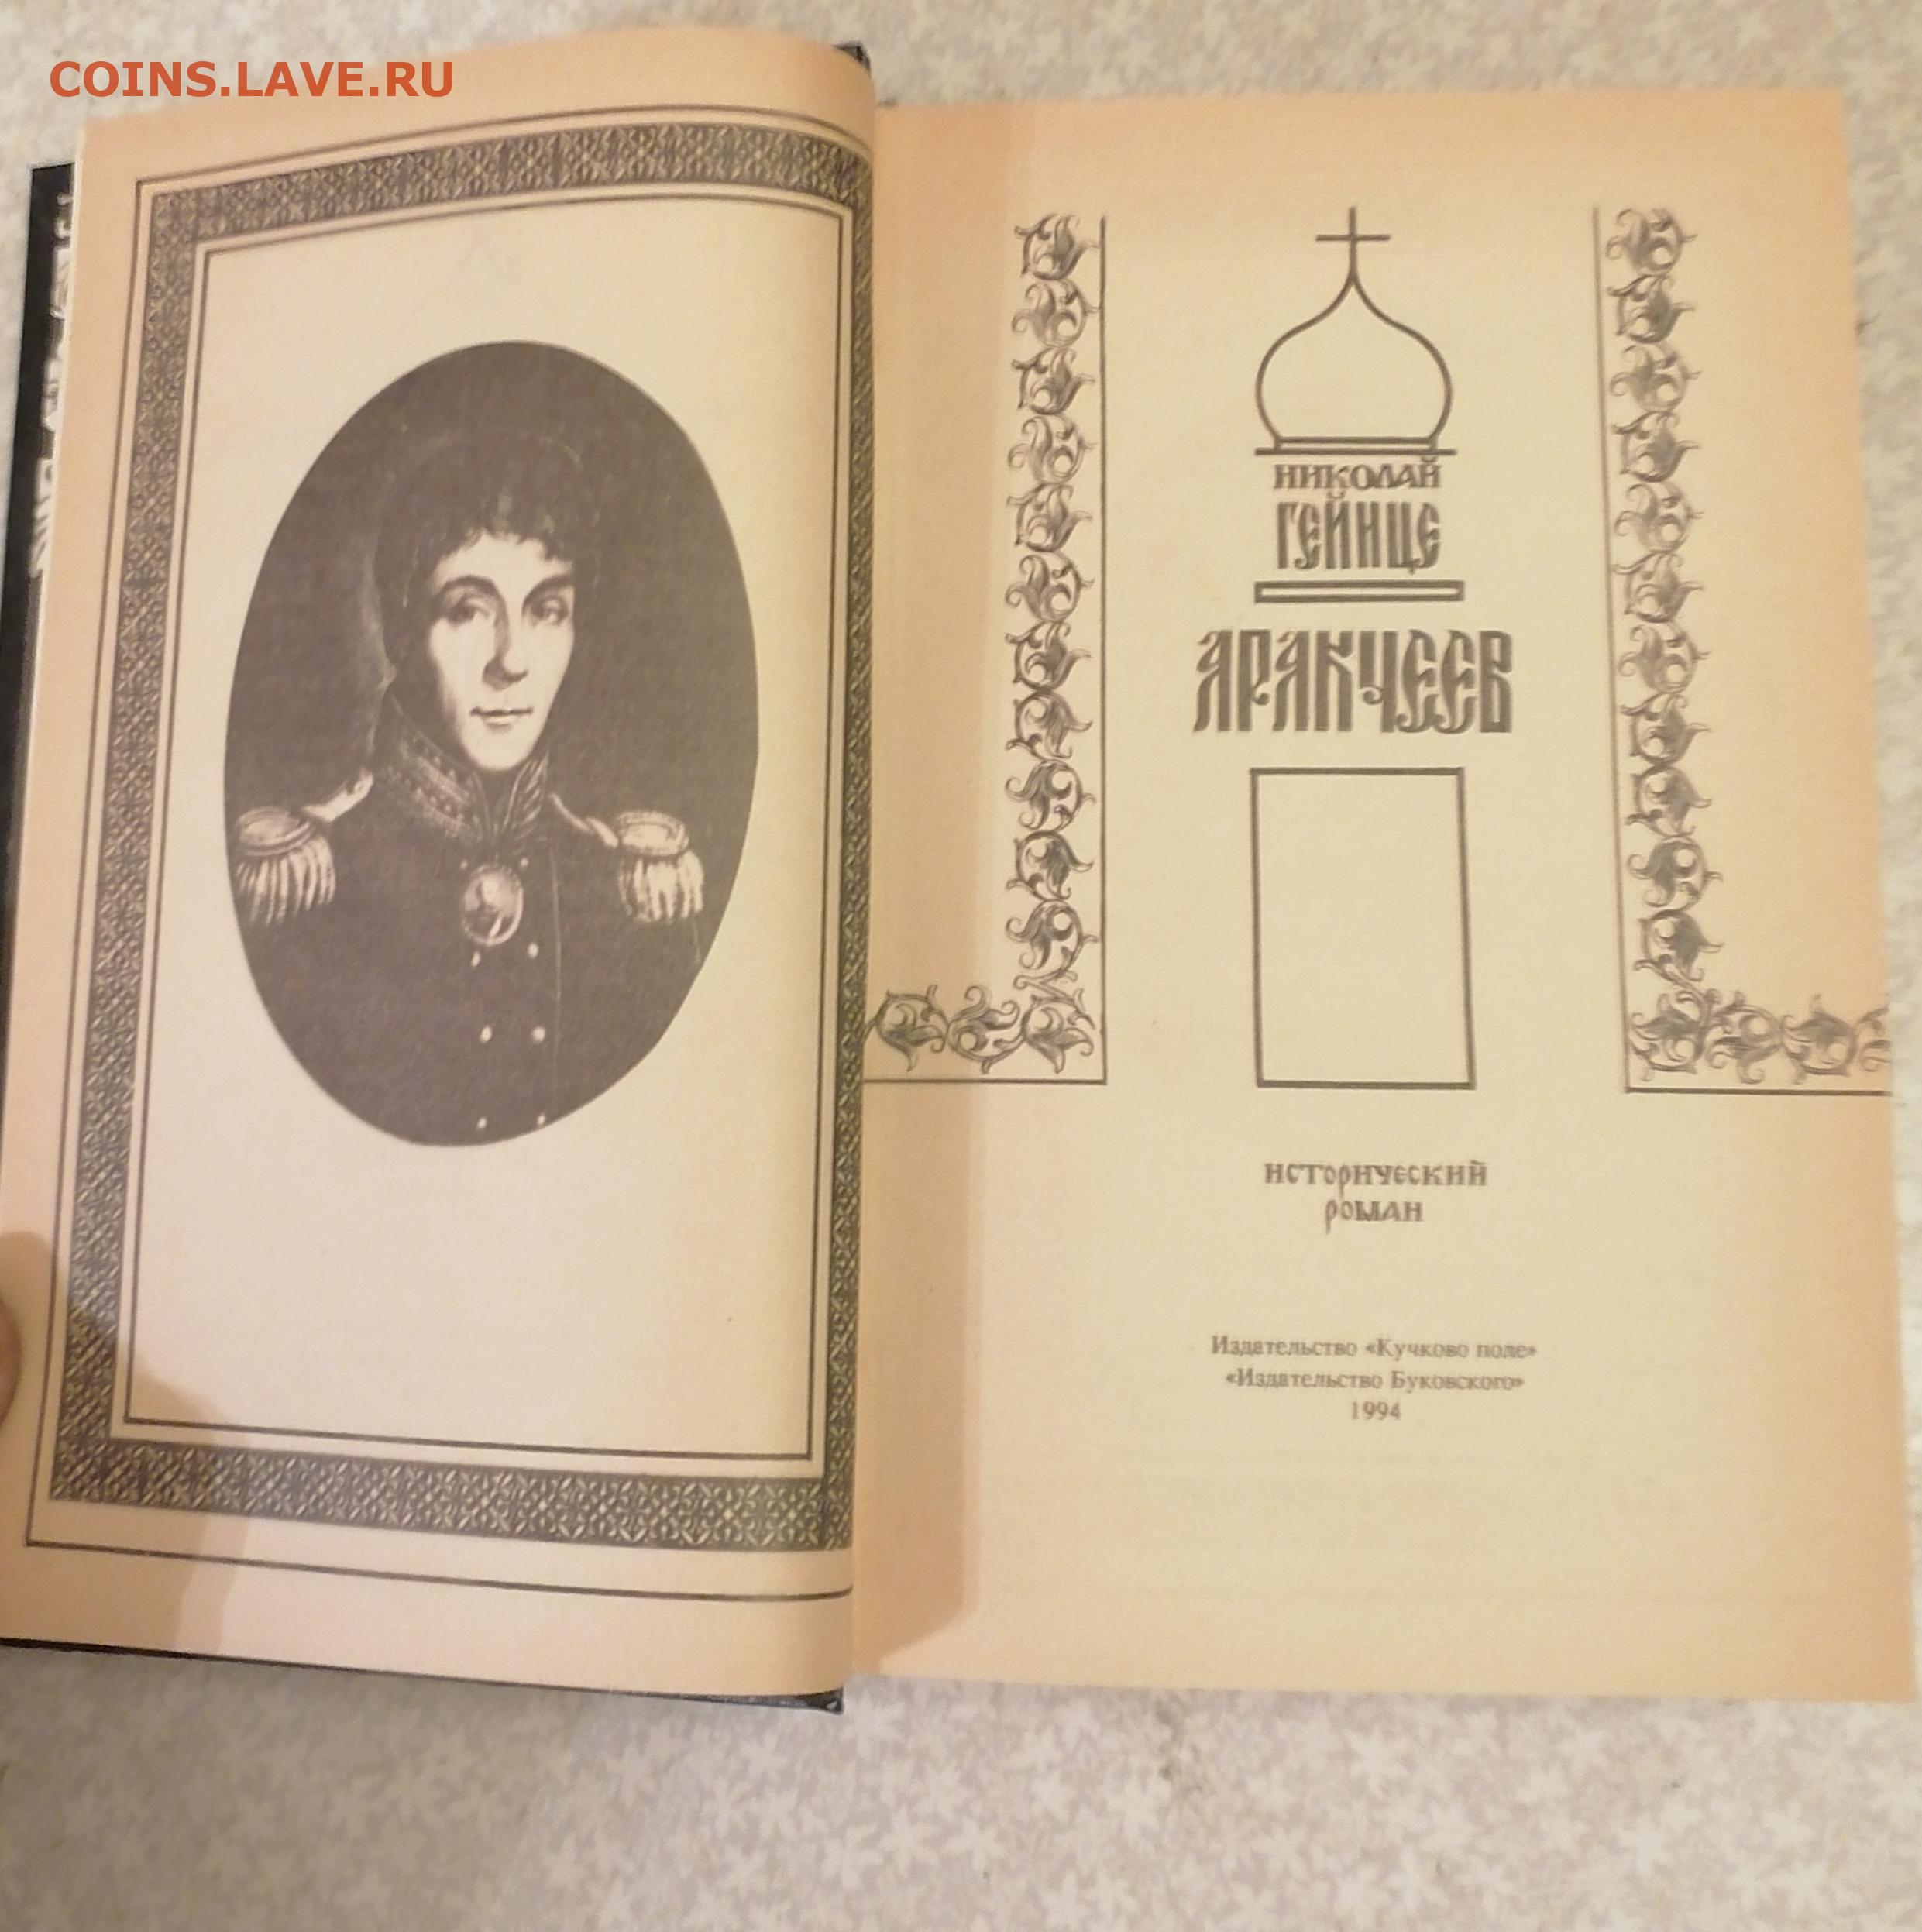 COINS.LAVE.RU
НИКОЛАЙ
ГЕЙНЦЕ
АРАКЧЕЕВ
ИСТОРИЧЕСКИЙ
РОМАН
Издательство «Кучково поле»
«Издательство Буковского»
1994